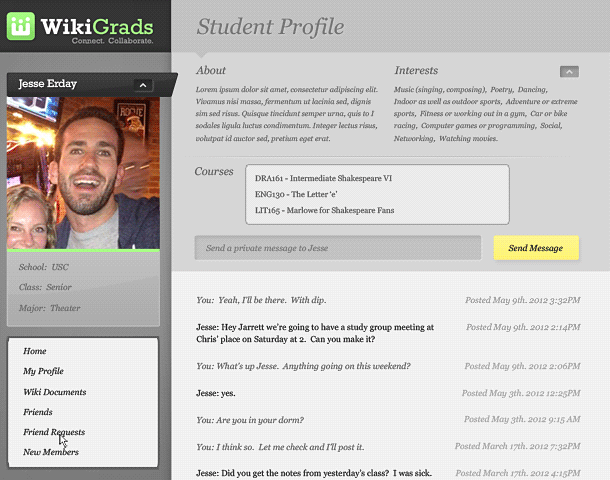 WikiGrads
Connect. Collaborate.
Student Profile
Jesse Erday
ROGUE
School: USC
Class: Senior
Major: Theater
Home
My Profile
Wiki Documents
Friends
Friend Requests
New Members
About
Lorem ipsum dolor sit amet, consectetur adipiscing elit.
Vivamus nisi massa, fermentum ut lacinia sed, dignis
sim sed risus. Quisque tincidunt semper urna, quis to I
sodales ligula luctus condimentum. Integer lectus risus,
volutpat id auctor sed, pretium eget erat.
Interests
Music (singing, composing), Poetry, Dancing,
Indoor as well as outdoor sports, Adventure or extreme
sports, Fitness or working out in a gym, Car or bike
racing, Computer games or programming, Social,
Networking, Watching movies.
Courses
DRA161 - Intermediate Shakespeare VI
ENG130 - The Letter ‘e’
LIT165 - Marlowe for Shakespeare Fans
Send a private message to Jesse
Send Message
You: Yeah, I'll be there. With dip. Posted May 9th. 2012 3:32PM
Jesse: Hey Jarrett we're going to have a study group meeting at Posted May 9th. 2012 2:14PM
Chris' place on Saturday at 2. Can you make it?
You: What's up Jesse. Anything going on this weekend? Posted May 9th. 2012 2:06PM
Jesse: yes. Posted May 3th. 2012 12:25PM
You: Are you in your dorm? Posted May 3th. 2012 9:15 AM
You: I think so. Let me check and I'll post it. Posted March 17th. 2012 7:32PM
Jesse: Did you get the notes from yesterday's class? I was sick. Posted March 17th. 2012 4:15PM